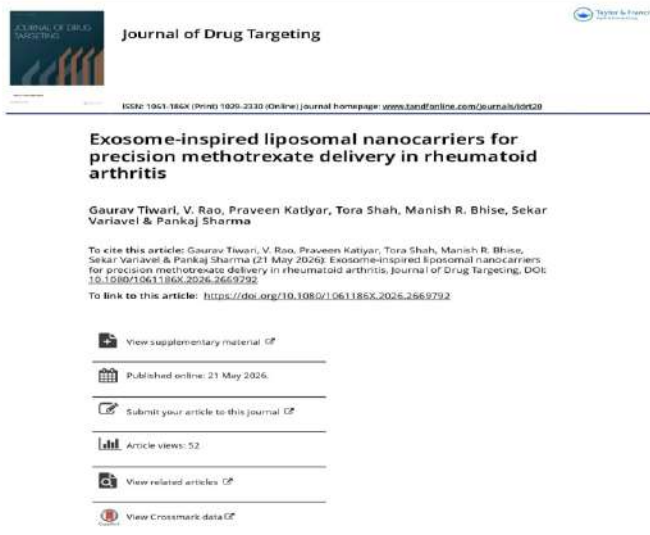 JOURNAL OF DRUG TARGETING
Taylor & Francis
Journal of Drug Targeting
ISSN: 1061-186X (Print) 1029-2330 (Online) Journal homepage: www.tandfonline.com/journals/idrt20
Exosome-inspired liposomal nanocarriers for
precision methotrexate delivery in rheumatoid
arthritis
Gaurav Tiwari, V. Rao, Praveen Katiyar, Tora Shah, Manish R. Bhise, Sekar
Variavel & Pankaj Sharma
To cite this article: Gaurav Tiwari, V. Rao, Praveen Katiyar, Tora Shah, Manish R. Bhise,
Sekar Variavel & Pankaj Sharma (21 May 2026): Exosome-inspired liposomal nanocarriers
for precision methotrexate delivery in rheumatoid arthritis, Journal of Drug Targeting, DOI:
10.1080/1061186X.2026.2669792
To link to this article: https://doi.org/10.1080/1061186X.2026.2669792
View supplementary material
Published online: 21 May 2026.
Submit your article to this journal
Article views: 52
View related articles
View Crossmark data